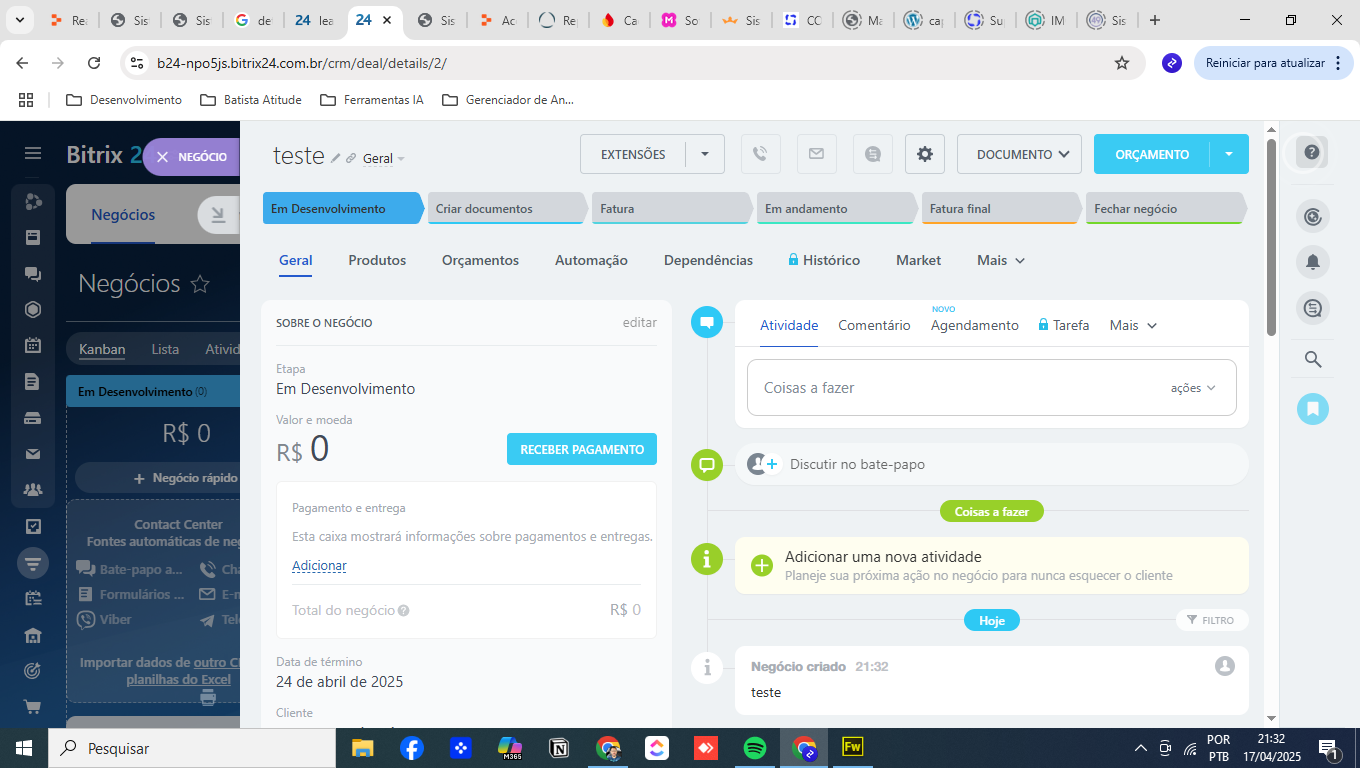 Rea
Sis
Sis
de
24 lea
24
Sis
Ac
Re
Ca
So
Sis
CC
Ma
ca
Su
IM
Sis
b24-npo5js.bitrix24.com.br/crm/deal/details/2/
Reiniciar para atualizar
Desenvolvimento
Batista Atitude
Ferramentas IA
Gerenciador de An...
Bitrix 2
NEGÓCIO
Negócios
Negócios
Kanban Lista Ativid
Em Desenvolvimento (0)
R$ 0
+ Negócio rápido
Contact Center
Fontes automáticas de neg
Bate-papo a...
Cha
Formulários ...
E-m
Viber
Tele
Importar dados de outro C
planilhas do Excel
teste
Geral
EXTENSÕES
DOCUMENTO
ORÇAMENTO
Em Desenvolvimento
Criar documentos
Fatura
Em andamento
Fatura final
Fechar negócio
Geral
Produtos
Orçamentos
Automação
Dependências
Histórico
Market
Mais
SOBRE O NEGÓCIO
editar
Etapa
Em Desenvolvimento
Valor e moeda
R$ 0
RECEBER PAGAMENTO
Pagamento e entrega
Esta caixa mostrará informações sobre pagamentos e entregas.
Adicionar
Total do negócio
R$ 0
Data de término
24 de abril de 2025
Cliente
Atividade
Comentário
NOVO
Agendamento
Tarefa
Mais
Coisas a fazer
ações
Discutir no bate-papo
Coisas a fazer
Adicionar uma nova atividade
Planeje sua próxima ação no negócio para nunca esquecer o cliente
Hoje
FILTRO
Negócio criado 21:32
teste
Pesquisar
M365
Fw
POR
PTB
21:32
17/04/2025
1